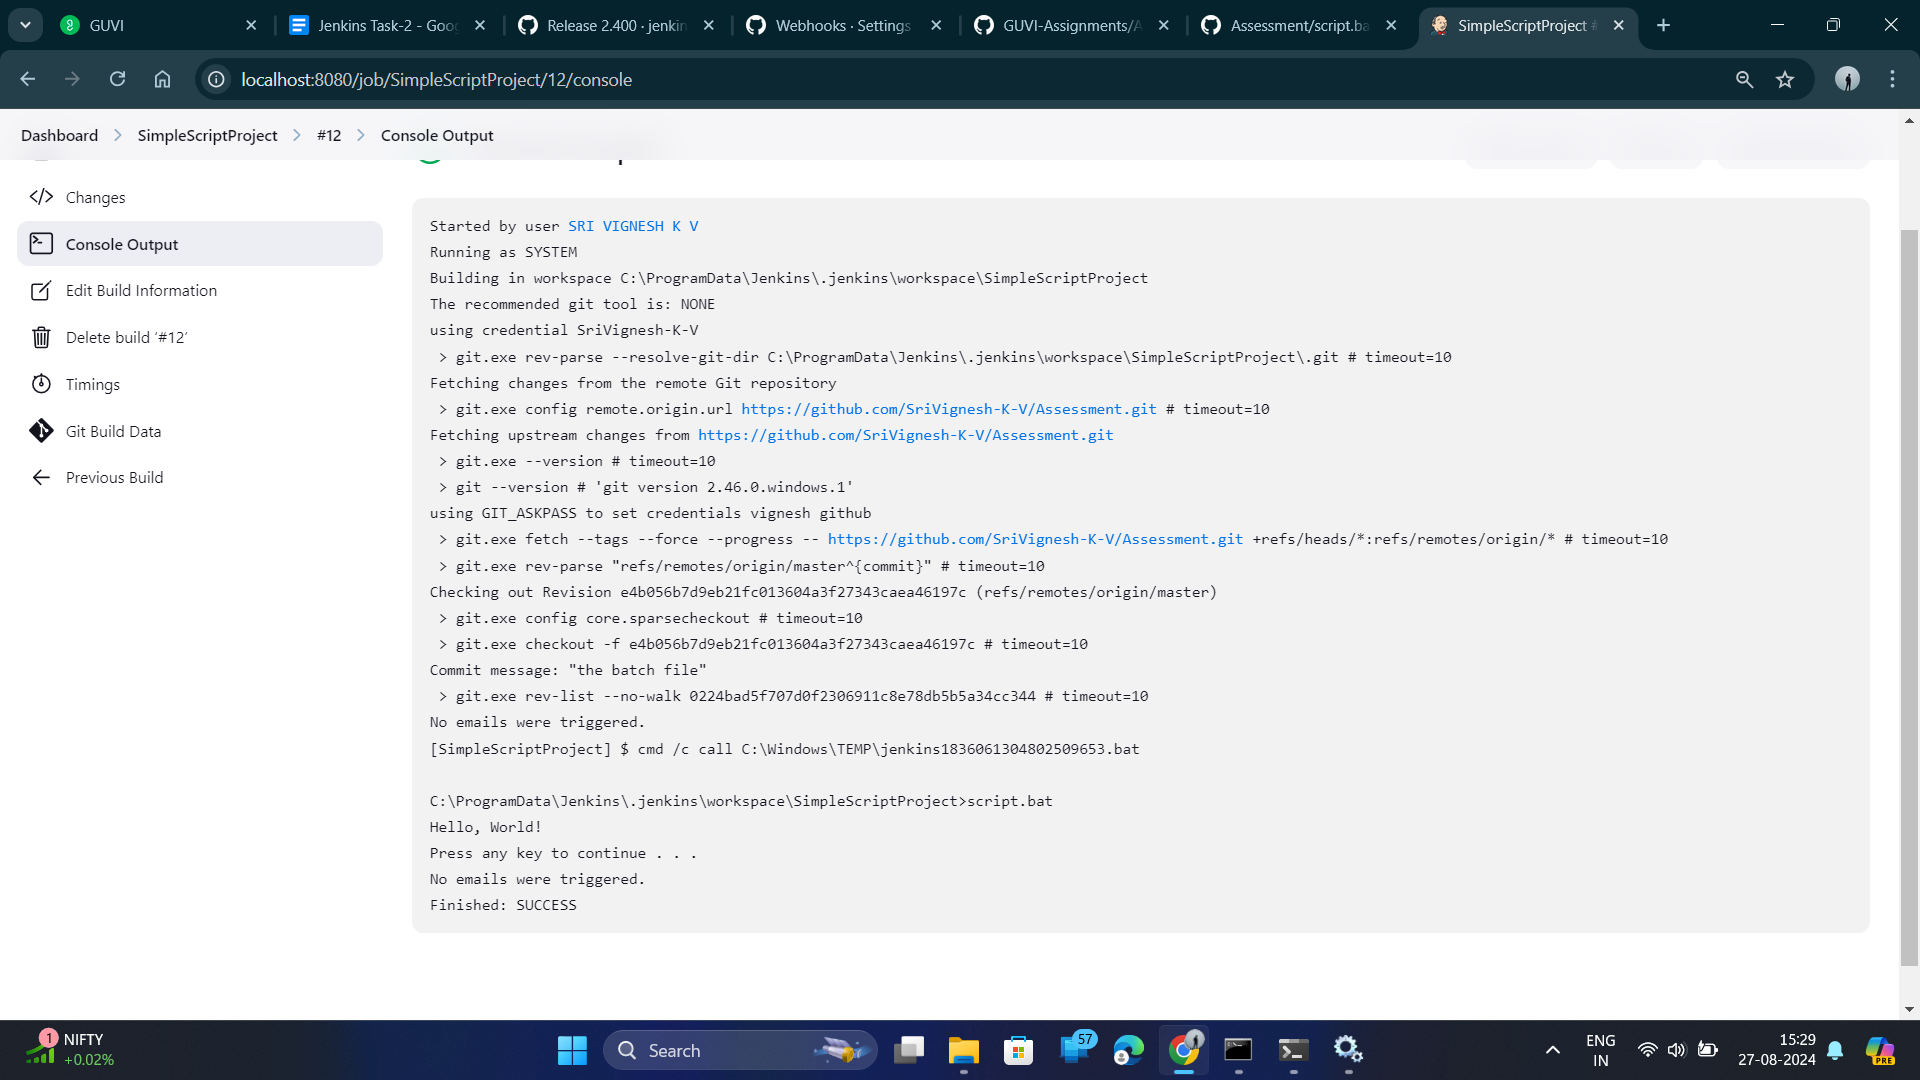 GUVI
Jenkins Task-2 - Goo
Release 2.400 · jenkin
Webhooks · Settings
GUVI-Assignments/A
Assessment/script.ba
SimpleScriptProject #
localhost:8080/job/SimpleScriptProject/12/console
Dashboard > SimpleScriptProject > #12 > Console Output
Changes
Console Output
Edit Build Information
Delete build ‘#12’
Timings
Git Build Data
Previous Build
Started by user SRI VIGNESH K V
Running as SYSTEM
Building in workspace C:\ProgramData\Jenkins\.jenkins\workspace\SimpleScriptProject
The recommended git tool is: NONE
using credential SriVignesh-K-V
> git.exe rev-parse --resolve-git-dir C:\ProgramData\Jenkins\.jenkins\workspace\SimpleScriptProject\.git # timeout=10
Fetching changes from the remote Git repository
> git.exe config remote.origin.url https://github.com/SriVignesh-K-V/Assessment.git # timeout=10
Fetching upstream changes from https://github.com/SriVignesh-K-V/Assessment.git
> git.exe --version # timeout=10
> git --version # 'git version 2.46.0.windows.1'
using GIT_ASKPASS to set credentials vignesh github
> git.exe fetch --tags --force --progress -- https://github.com/SriVignesh-K-V/Assessment.git +refs/heads/*:refs/remotes/origin/* # timeout=10
> git.exe rev-parse "refs/remotes/origin/master^{commit}" # timeout=10
Checking out Revision e4b056b7d9eb21fc013604a3f27343caea46197c (refs/remotes/origin/master)
> git.exe config core.sparsecheckout # timeout=10
> git.exe checkout -f e4b056b7d9eb21fc013604a3f27343caea46197c # timeout=10
Commit message: "the batch file"
> git.exe rev-list --no-walk 0224bad5f707d0f2306911c8e78db5b5a34cc344 # timeout=10
No emails were triggered.
[SimpleScriptProject] $ cmd /c call C:\Windows\TEMP\jenkins1836061304802509653.bat
C:\ProgramData\Jenkins\.jenkins\workspace\SimpleScriptProject>script.bat
Hello, World!
Press any key to continue . . .
No emails were triggered.
Finished: SUCCESS
1
NIFTY
+0.02%
Search
57
ENG
IN
15:29
27-08-2024
PRE